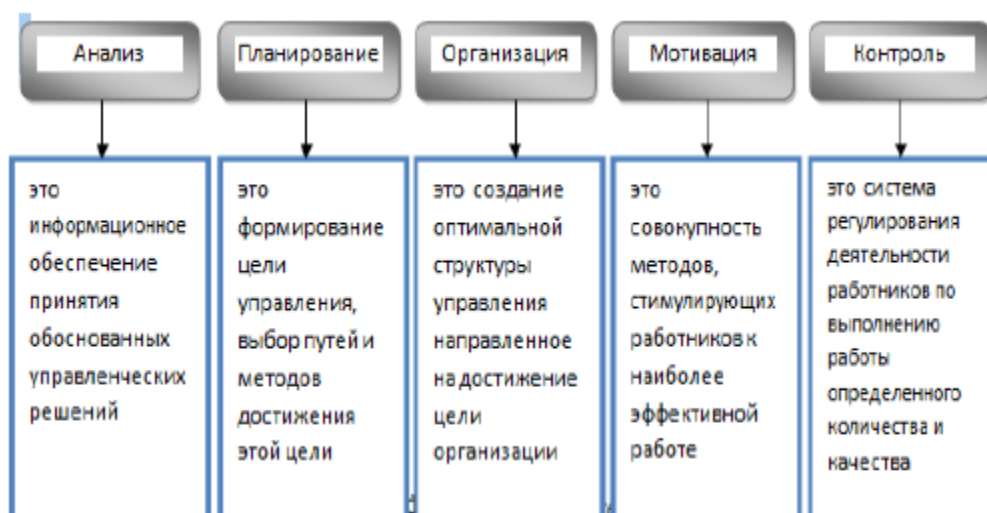 Анализ
Планирование
Организация
Мотивация
Контроль
это
информационное
обеспечение
принятия
обоснованных
управленческих
решений
это
формирование
цели
управления,
выбор путей и
методов
достижения
этой цели
это создание
оптимальной
структуры
управления
направленное
на достижение
цели
организации
это
совокупность
методов,
стимулирующих
работников к
наиболее
эффективной
работе
это система
регулирования
деятельности
работников по
выполнению
работы
определенного
количества и
качества